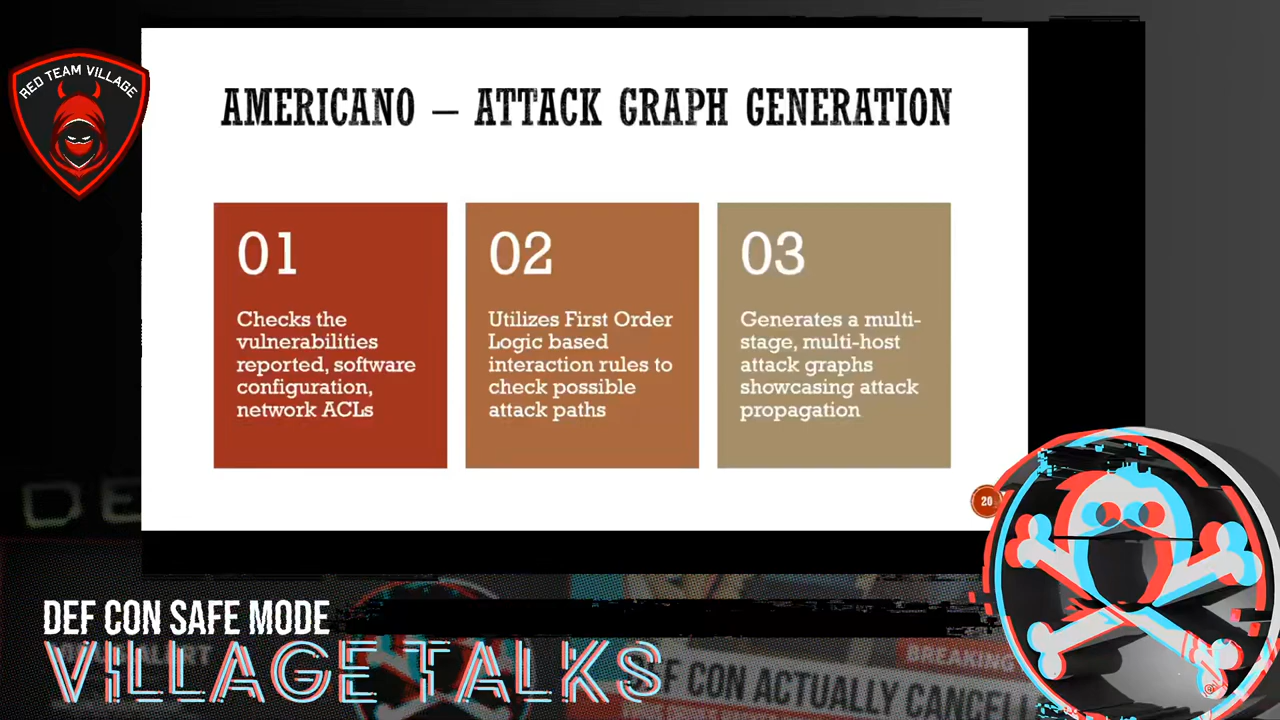 RED TEAM VILLAGE
AMERICANO – ATTACK GRAPH GENERATION
01
Checks the
vulnerabilities
reported, software
configuration,
network ACLs
02
Utilizes First Order
Logic based
interaction rules to
check possible
attack paths
03
Generates a multi-
stage, multi-host
attack graphs
showcasing attack
propagation
20
DEF CON SAFE MODE
VILLAGE TALKS
BREAKING
DEF CON ACTUALLY